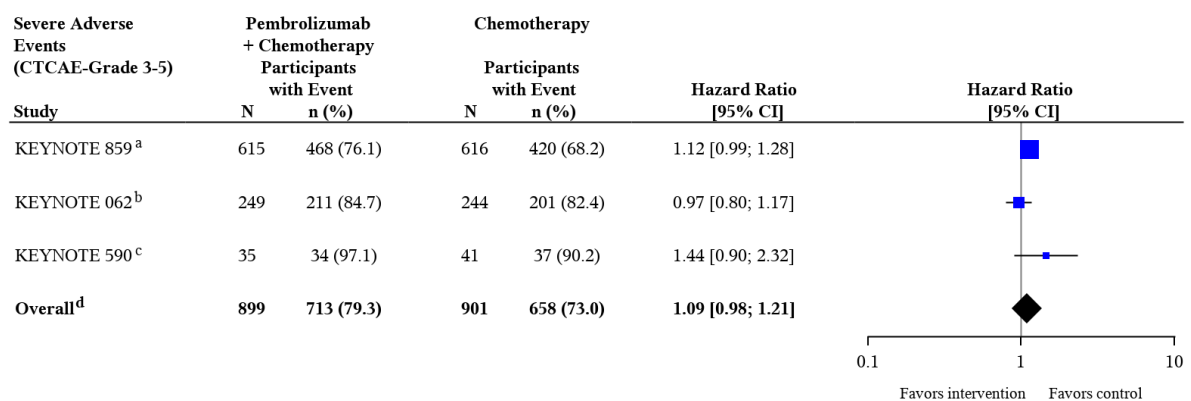 Severe Adverse Pembrolizumab Chemotherapy
Events + Chemotherapy
(CTCAE-Grade 3-5) Participants Participants
with Event with Event Hazard Ratio Hazard Ratio
Study N n (%) N n (%) [95% CI] [95% CI]
KEYNOTE 859 a 615 468 (76.1) 616 420 (68.2) 1.12 [0.99; 1.28]
KEYNOTE 062 b 249 211 (84.7) 244 201 (82.4) 0.97 [0.80; 1.17]
KEYNOTE 590 c 35 34 (97.1) 41 37 (90.2) 1.44 [0.90; 2.32]
Overall d 899 713 (79.3) 901 658 (73.0) 1.09 [0.98; 1.21]
0.1 1 10
Favors intervention Favors control